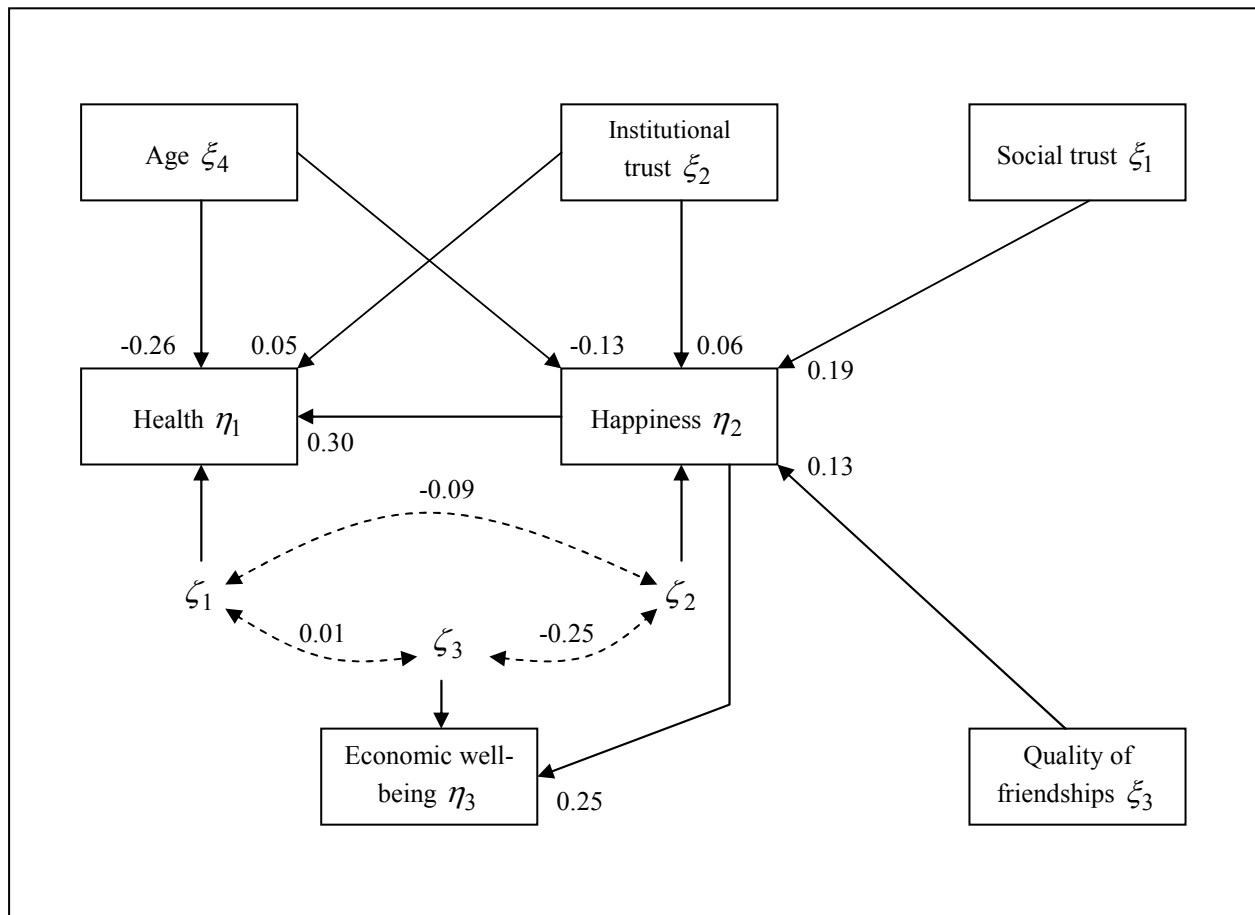 Age ξ4
Institutional
trust ξ2
Social trust ξ1
-0.26
0.05
-0.13
0.06
0.19
Health η1
Happiness η2
0.30
0.13
-0.09
ζ1
ζ2
0.01
ζ3
-0.25
Economic well-
being η3
0.25
Quality of
friendships ξ3